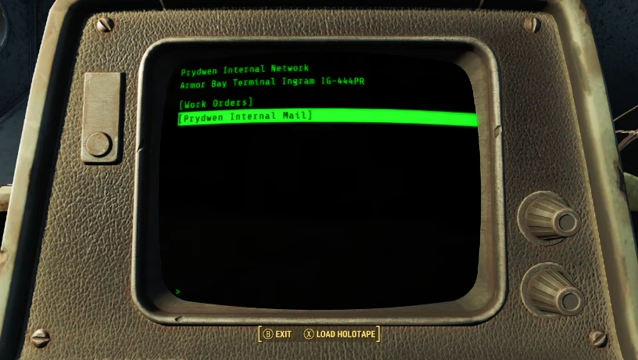 Prydwen Internal Network
Armor Bay Terminal Ingram IG-444PR
[Work Orders]
[Prydwen Internal Mail]
>
[ B) EXIT X) LOAD HOLOTAPE ]